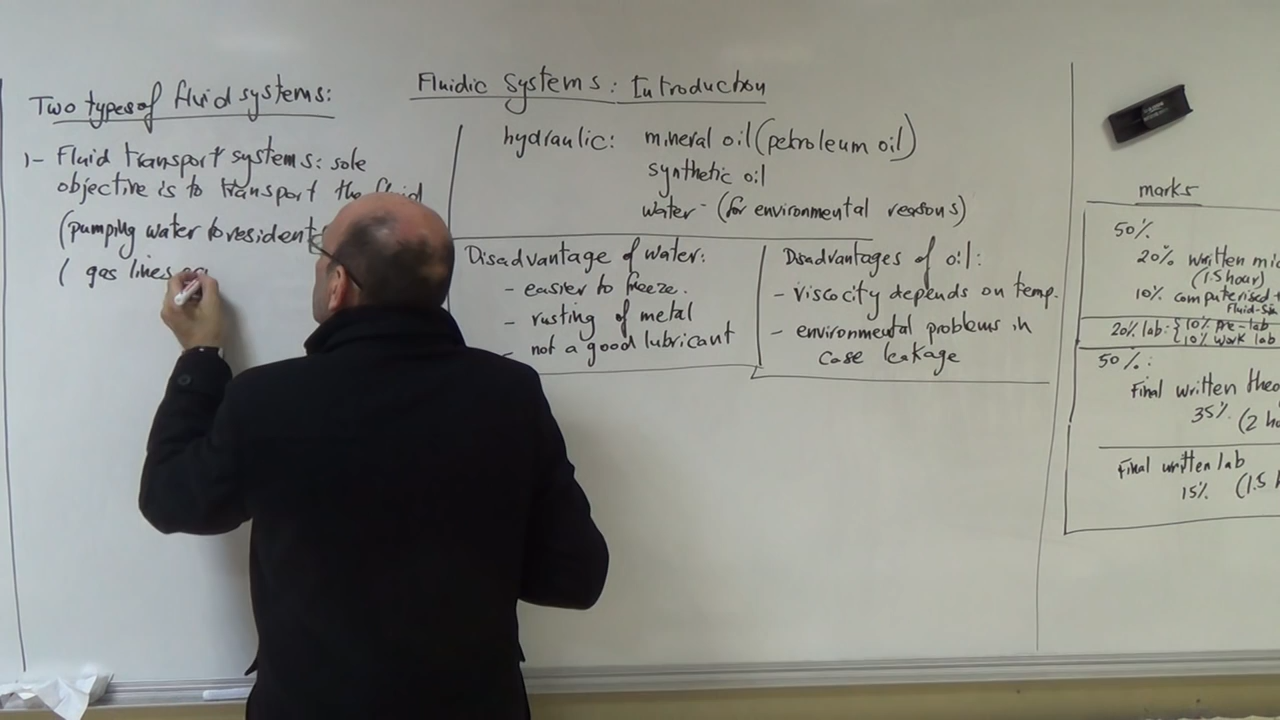 Two types of fluid systems:
1- Fluid transport systems: sole
objective is to transport the fluid
(pumping water to resident
( gas lines
Fluidic Systems: Introduction
hydraulic: mineral oil (petroleum oil)
synthetic oil
water - (for environmental reasons)
Disadvantage of water:
- easier to freeze.
- rusting of metal
- not a good lubricant
Disadvantages of oil:
- viscocity depends on temp.
- environmental problems in
case leakage
marks
50%
20% written mi
(1.5 hour)
10% computerised
Fluid-Sim
20% lab: { 10% pre-lab
10% work lab
50%:
Final written theo
35% (2 ho
Final written lab
15% (1.5 h